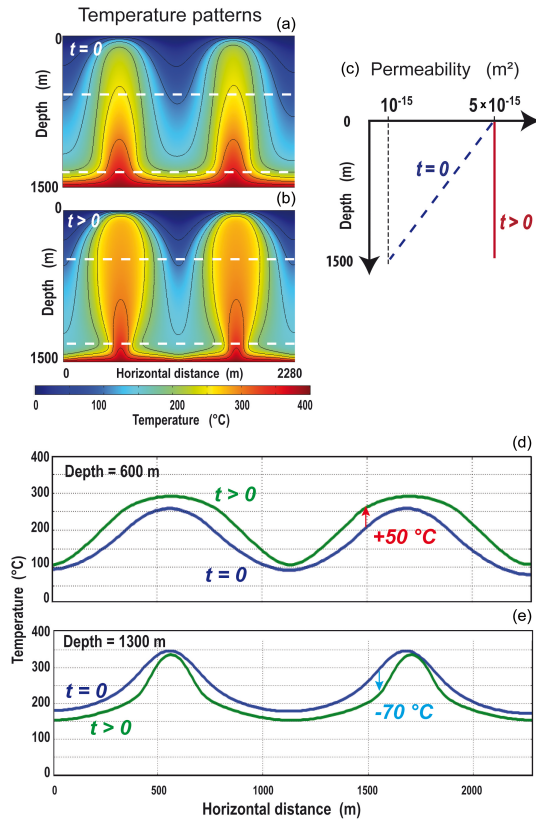 Temperature patterns
(a)
0
t = 0
Depth (m)
1500
(b)
0
t > 0
Depth (m)
1500
0 Horizontal distance (m) 2280
0 100 200 300 400
Temperature (°C)
(c) Permeability (m²)
10-15 5×10-15
0
t = 0
t > 0
Depth (m)
1500
(d)
400
300
200
100
0
Depth = 600 m
t > 0
t = 0
+50 °C
Temperature (°C)
(e)
400
300
200
100
0
Depth = 1300 m
t = 0
t > 0
-70 °C
0 500 1000 1500 2000
Horizontal distance (m)